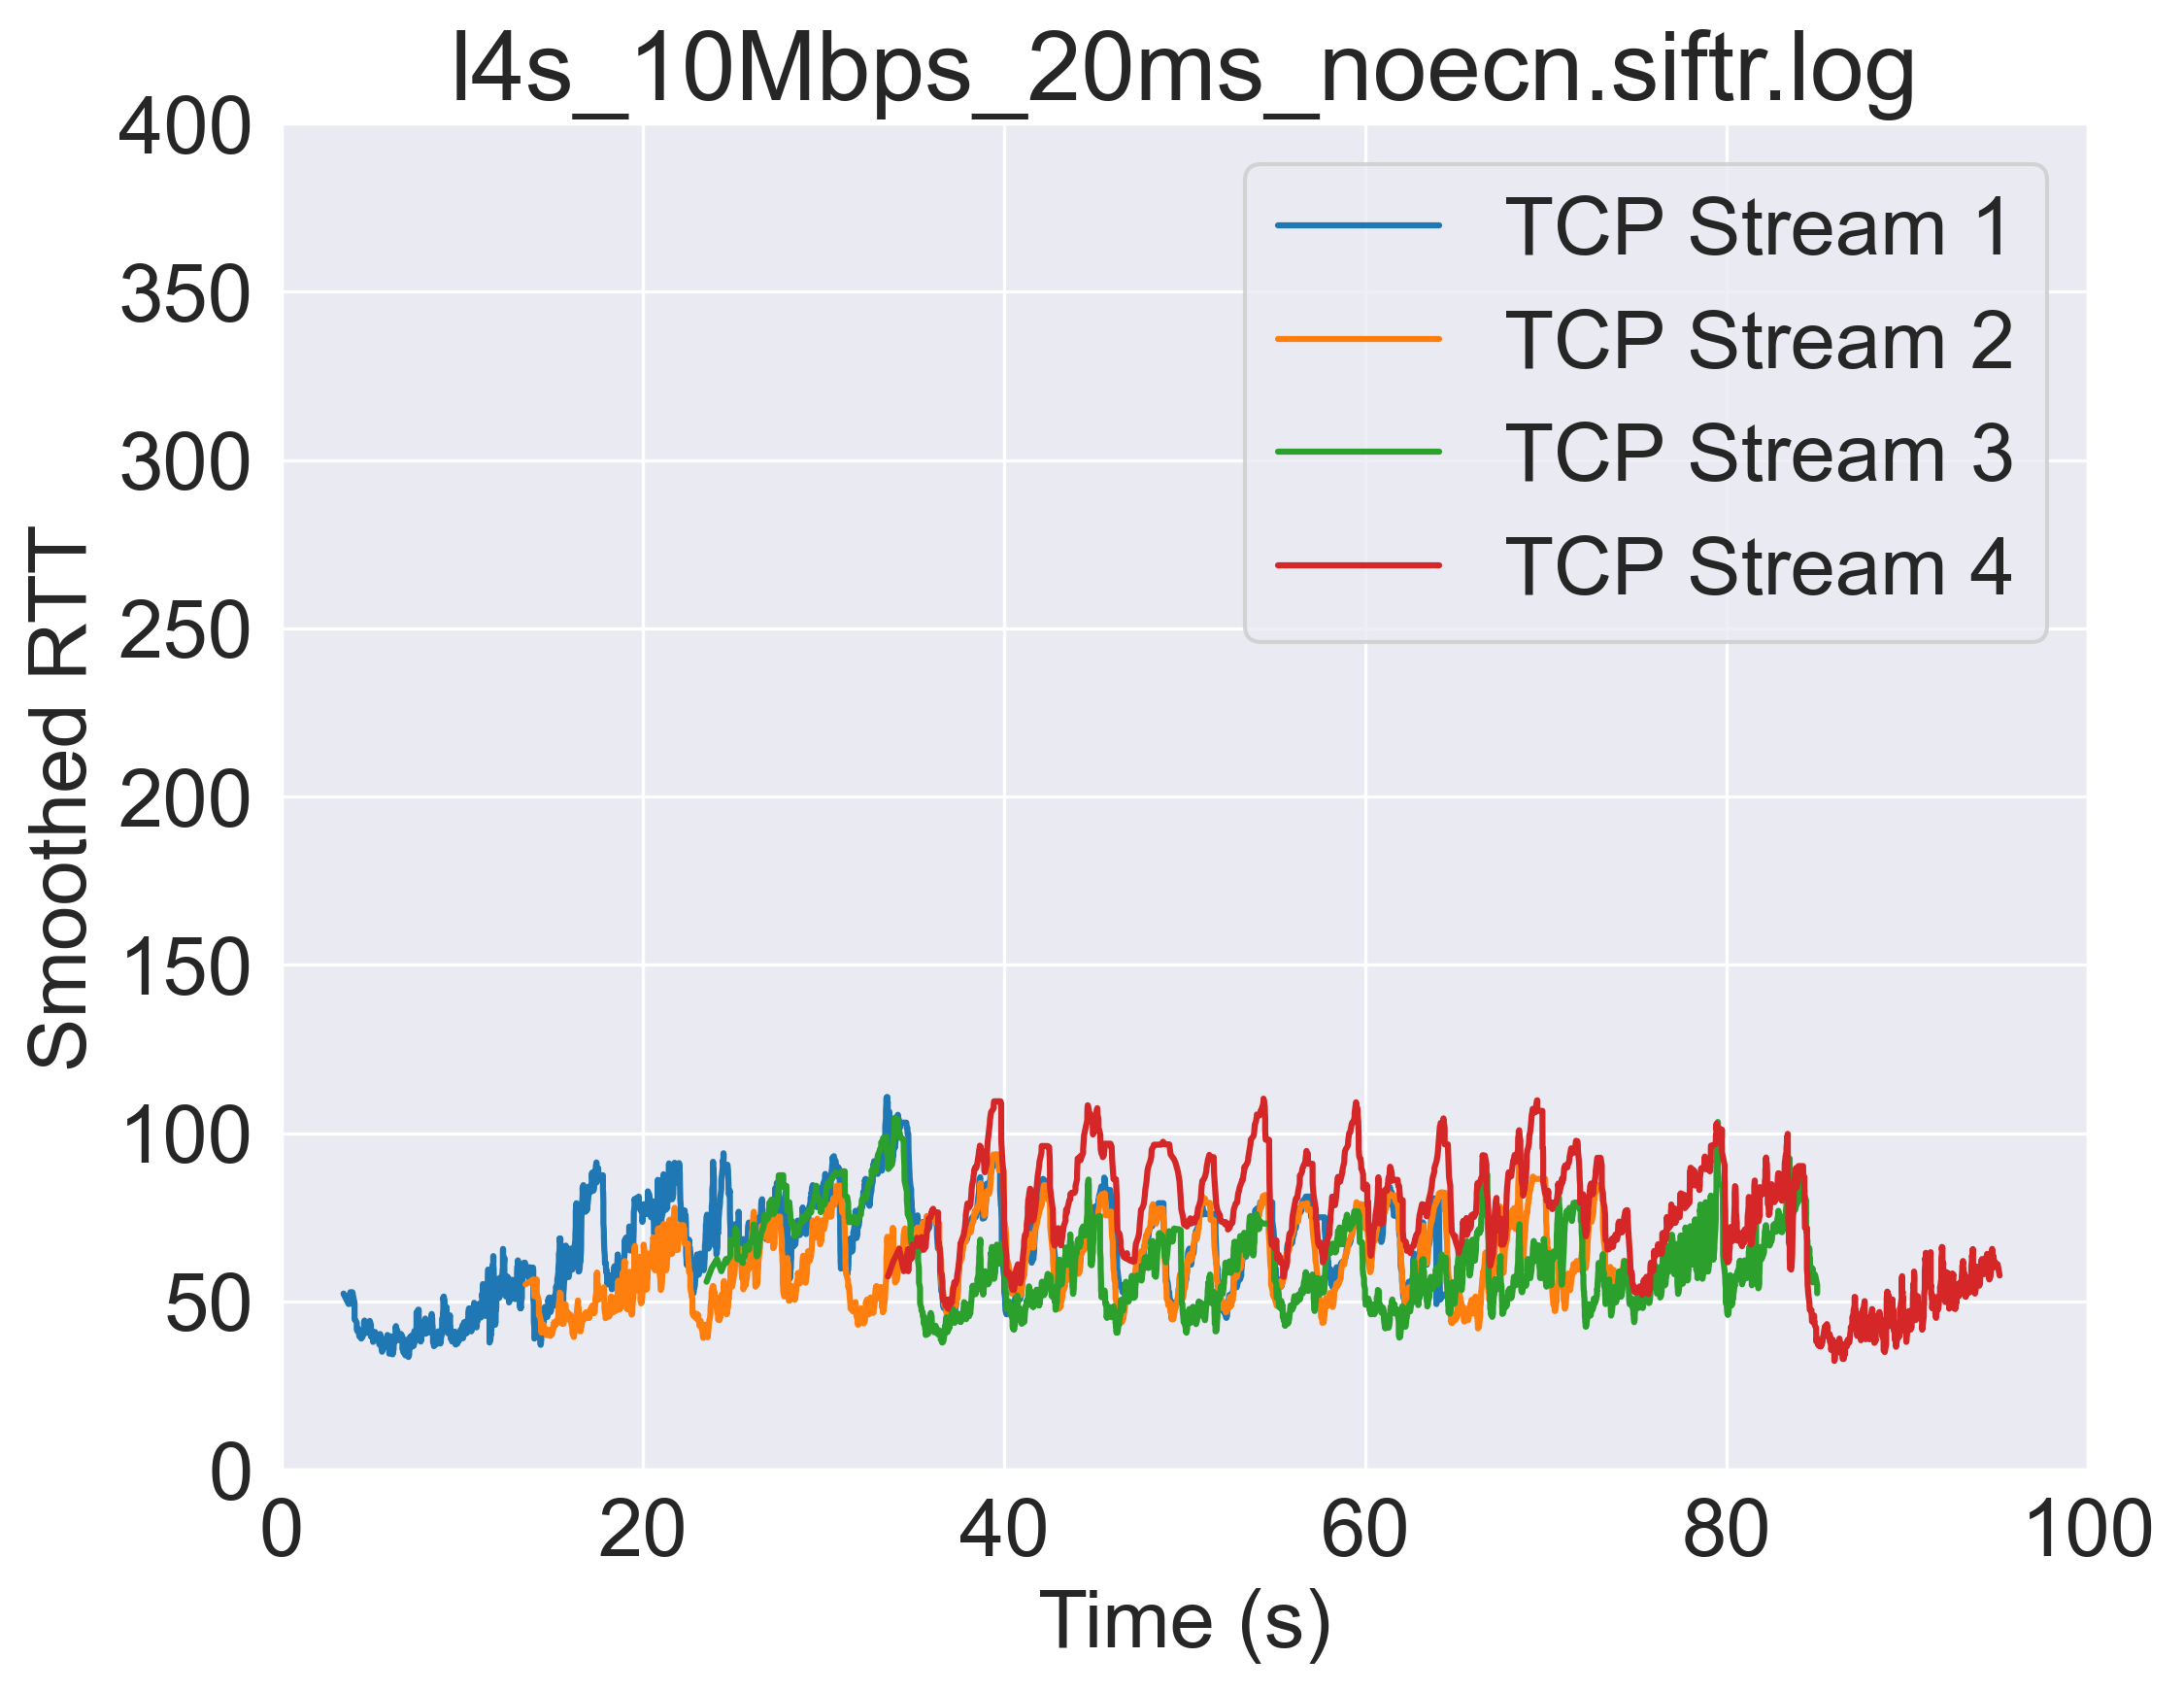 l4s_10Mbps_20ms_noecn.siftr.log
400
350
300
250
200
150
100
50
0
Smoothed RTT
TCP Stream 1
TCP Stream 2
TCP Stream 3
TCP Stream 4
0 20 40 60 80 100
Time (s)